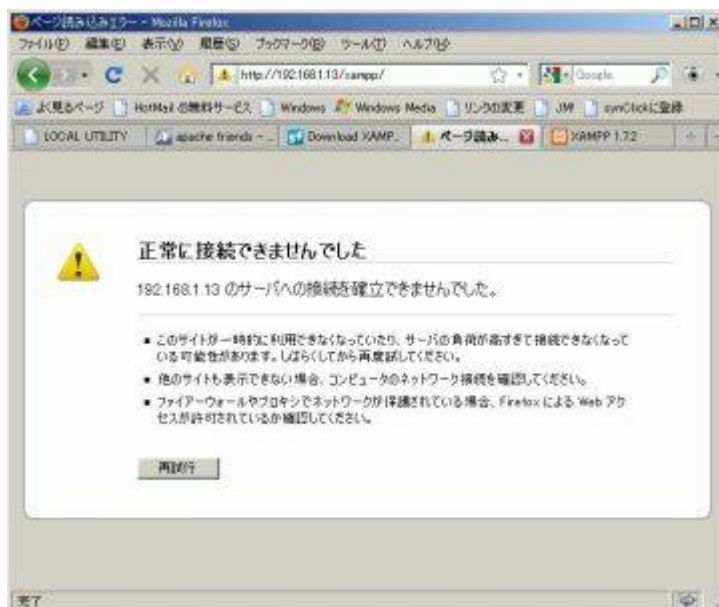 ページ読み込みエラー - Mozilla Firefox
ファイル(F) 編集(E) 表示(V) 履歴(S) ブックマーク(B) ツール(T) ヘルプ(H)
http://192.168.1.13/xampp/ Google
よく見るページ HotMail の無料サービス Windows Windows Media リンクの変更 JW
LOCAL UTILITY apache friends - ... Download XAMP... ページ読み込み... XAMPP 1.7.2
正常に接続できませんでした
192.168.1.13 のサーバへの接続を確立できませんでした。
このサイトが一時的に利用できなくなっていたり、サーバの負荷が高すぎて接続できなくなって
いる可能性があります。しばらくしてから再度試してください。
他のサイトも表示できない場合、コンピュータのネットワーク接続を確認してください。
ファイアーウォールやプロキシでネットワークが保護されている場合、Firefox による Web アク
セスが許可されているか確認してください。
再試行
完了